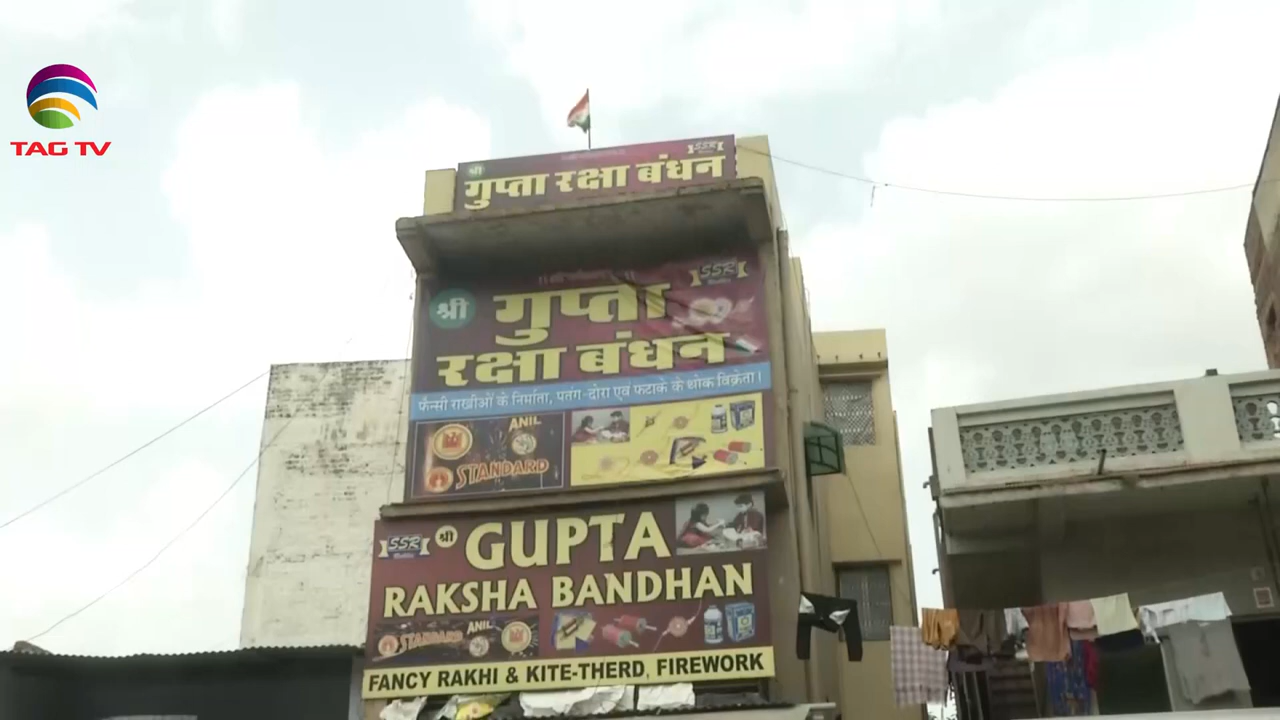 TAG TV
SSR
श्री
गुप्ता रक्षा बंधन
SSR
श्री
गुप्ता
रक्षा बंधन
फॅन्सी राखीओं के निर्माता, पतंग-दोरा एवं फटाके के थोक विक्रेता।
ANIL
STANDARD
SSR
श्री
GUPTA
RAKSHA BANDHAN
STANDARD
ANIL
FANCY RAKHI & KITE-THERD, FIREWORK